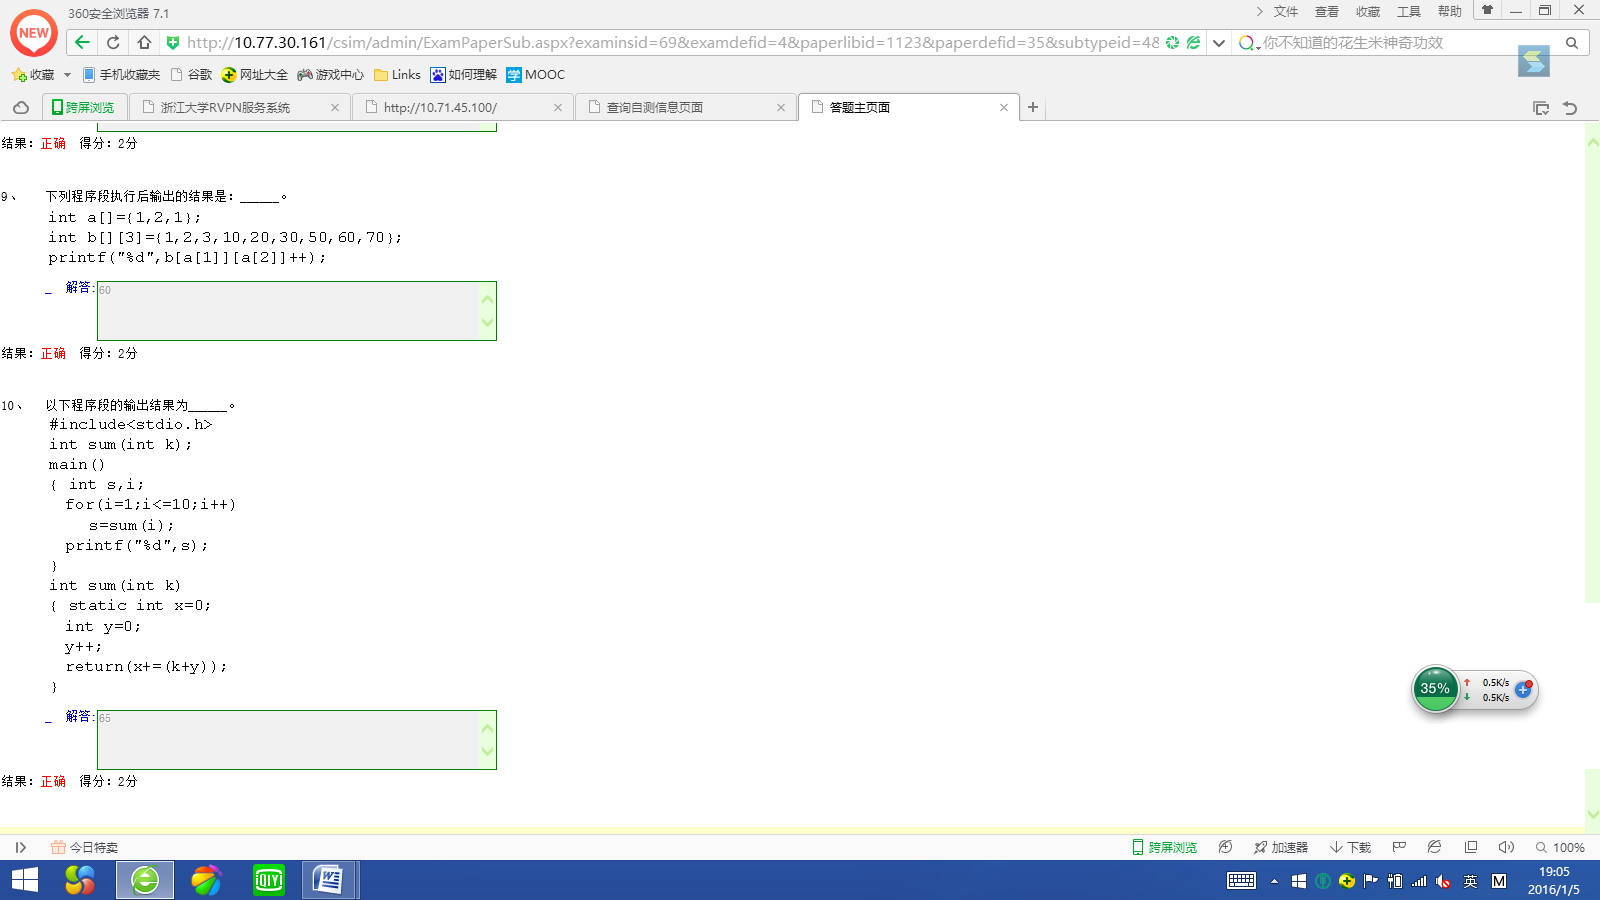 360安全浏览器 7.1
文件 查看 收藏 工具 帮助
NEW
http://10.77.30.161/csim/admin/ExamPaperSub.aspx?examinsid=69&examdefid=4&paperlibid=1123&paperdefid=35&subtypeid=4&
你不知道的花生米神奇功效
收藏 手机收藏夹 谷歌 网址大全 游戏中心 Links 如何理解 学 MOOC
跨屏浏览 浙江大学RVPN服务系统 http://10.71.45.100/ 查询自测信息页面 答题主页面
结果：正确 得分：2分
9、 下列程序段执行后输出的结果是：______。
int a[]={1,2,1};
int b[][3]={1,2,3,10,20,30,50,60,70};
printf("%d",b[a[1]][a[2]]++);
_ 解答:60
结果：正确 得分：2分
10、 以下程序段的输出结果为______。
#include<stdio.h>
int sum(int k);
main()
{ int s,i;
for(i=1;i<=10;i++)
s=sum(i);
printf("%d",s);
}
int sum(int k)
{ static int x=0;
int y=0;
y++;
return(x+=(k+y));
}
_ 解答:65
结果：正确 得分：2分
35% 0.5K/s
0.5K/s
今日特卖 跨屏浏览 加速器 下载 100%
QIYI 英 M 19:05
2016/1/5